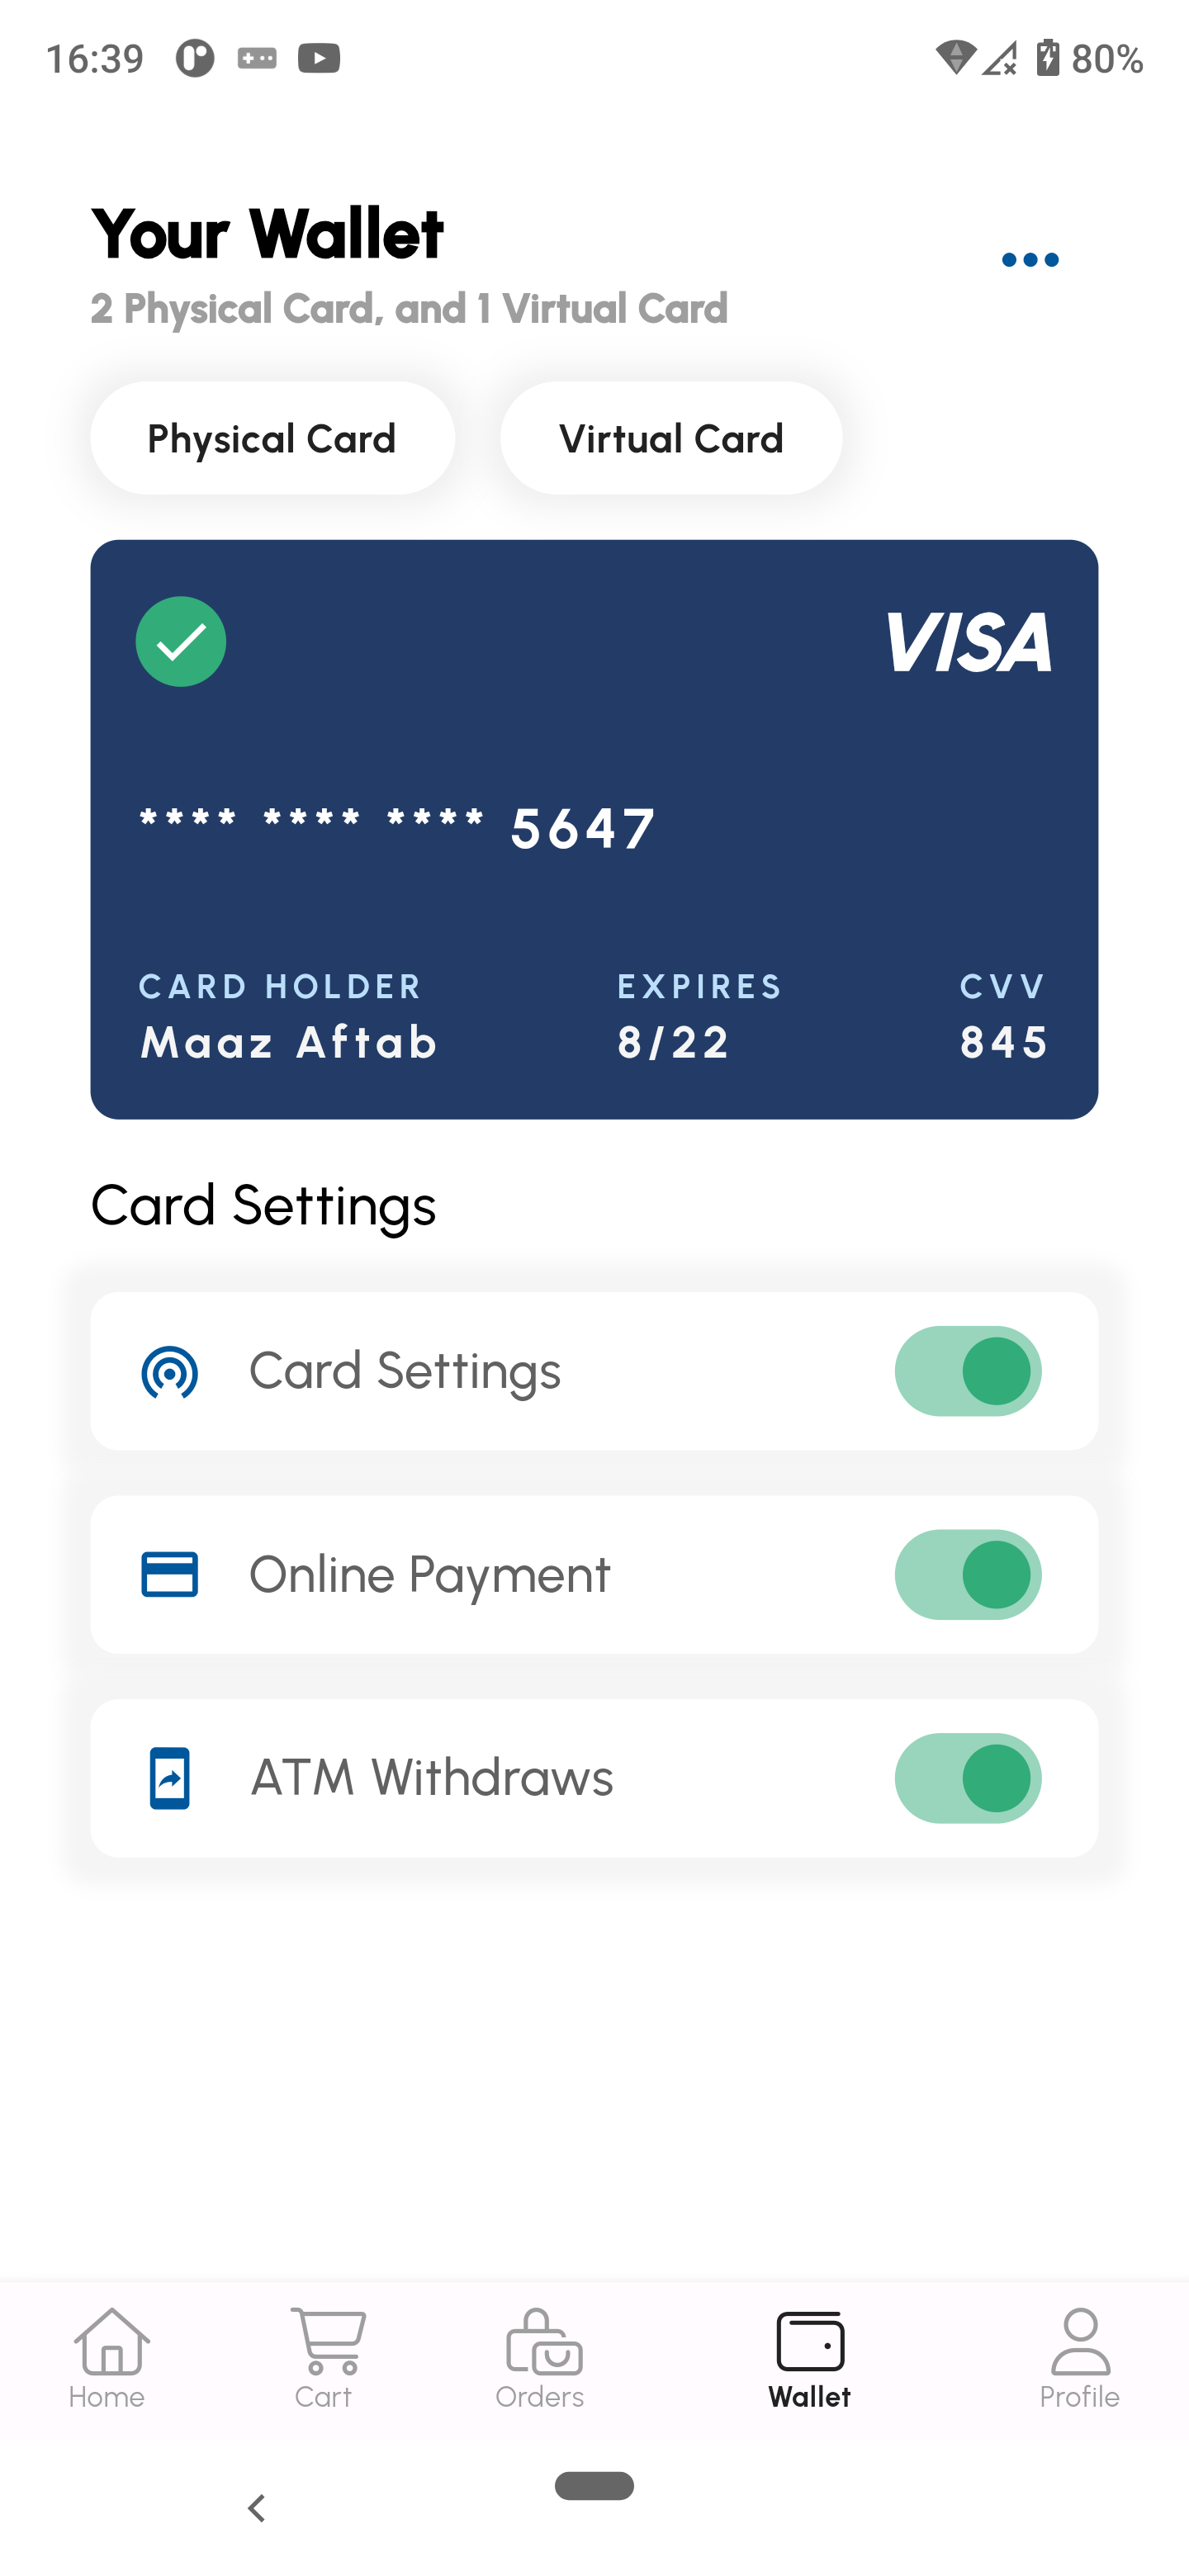 16:39 80%
Your Wallet
2 Physical Card, and 1 Virtual Card
Physical Card Virtual Card
VISA
**** **** **** 5647
CARD HOLDER EXPIRES CVV
Maaz Aftab 8/22 845
Card Settings
Card Settings
Online Payment
ATM Withdraws
Home Cart Orders Wallet Profile